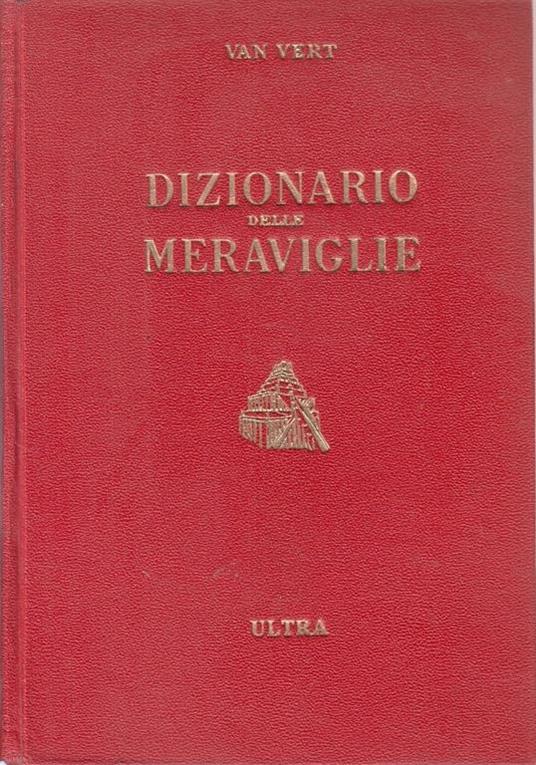 VAN VERT
DIZIONARIO
DELLE
MERAVIGLIE
ULTRA